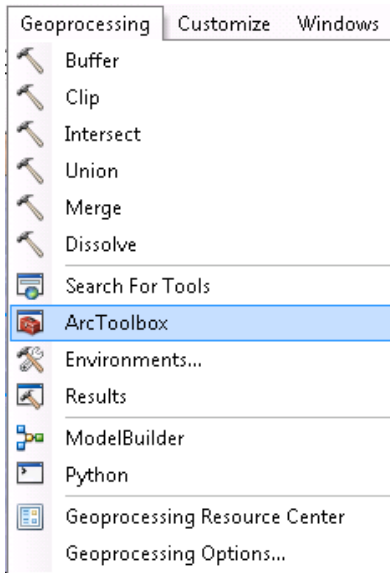 Geoprocessing Customize Windows
Buffer
Clip
Intersect
Union
Merge
Dissolve
Search For Tools
ArcToolbox
Environments...
Results
ModelBuilder
Python
Geoprocessing Resource Center
Geoprocessing Options...